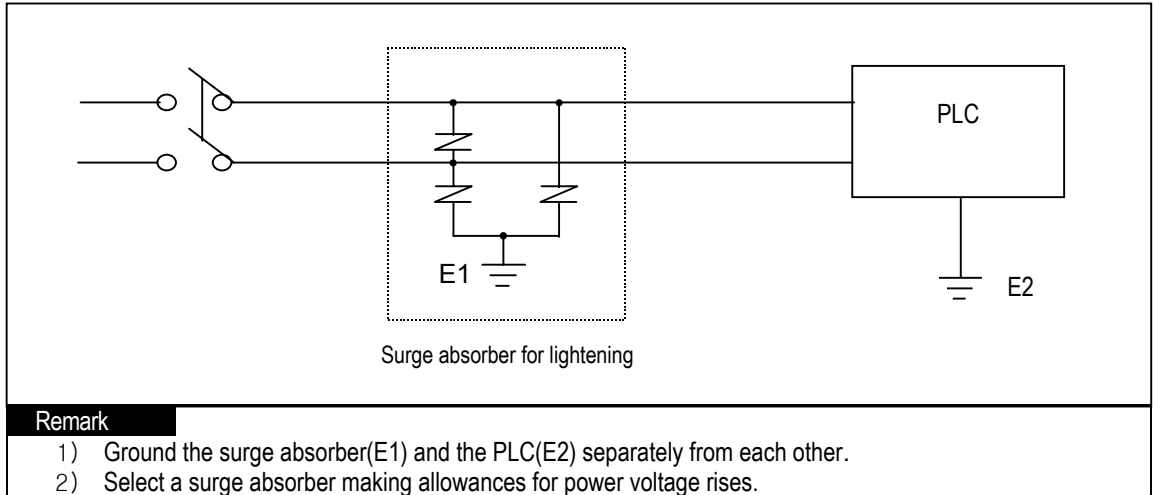 PLC
E1
E2
Surge absorber for lightening
Remark
1) Ground the surge absorber(E1) and the PLC(E2) separately from each other.
2) Select a surge absorber making allowances for power voltage rises.